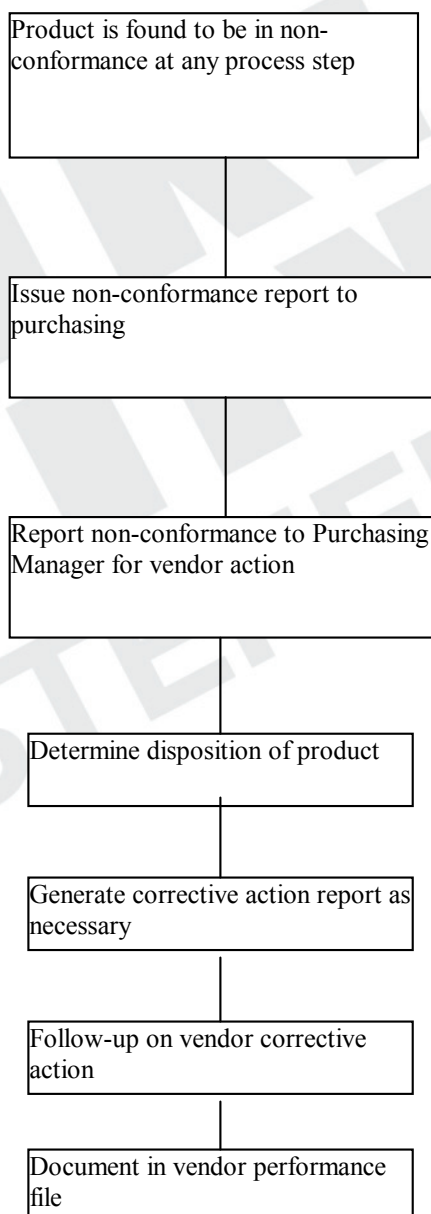 Product is found to be in non-
conformance at any process step
Issue non-conformance report to
purchasing
Report non-conformance to Purchasing
Manager for vendor action
Determine disposition of product
Generate corrective action report as
necessary
Follow-up on vendor corrective
action
Document in vendor performance
file